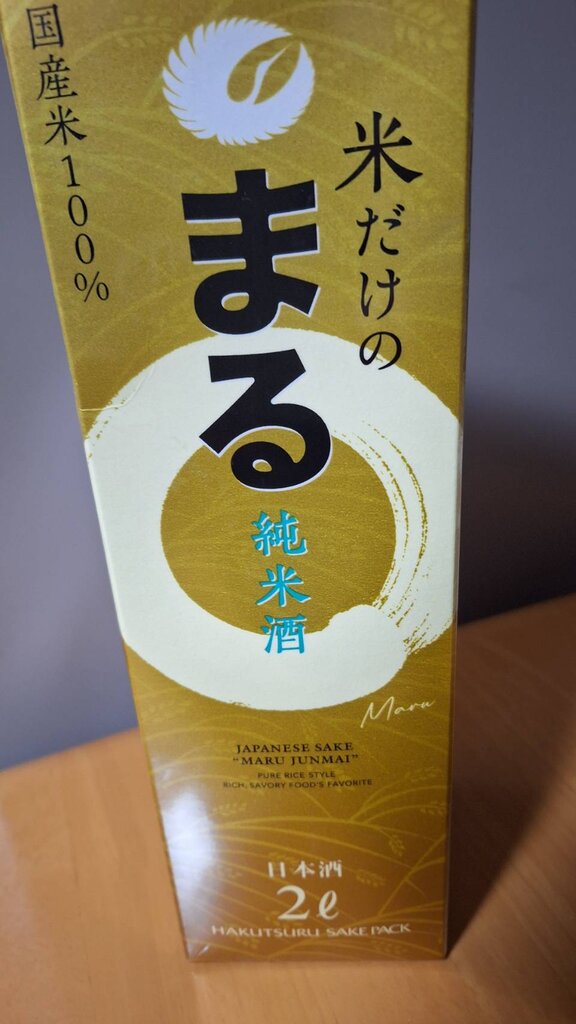 国産米100%
米だけの
まる
純米酒
Maru
JAPANESE SAKE
"MARU JUNMAI"
PURE RICE STYLE
RICH, SAVORY FOOD'S FAVORITE
日本酒
2ℓ
HAKUTSURU SAKE PACK